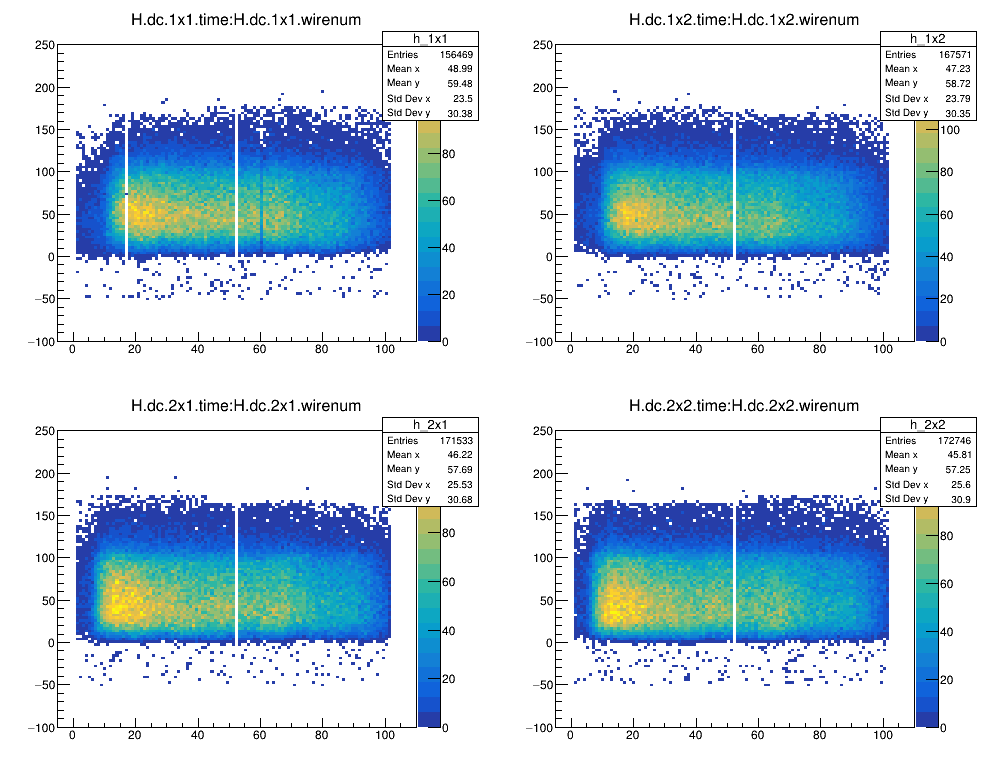 H.dc.1x1.time:H.dc.1x1.wirenum
h_1x1
Entries 156469
Mean x 48.99
Mean y 59.48
Std Dev x 23.5
Std Dev y 30.38
250
200
150
100
50
0
−50
−100
0 20 40 60 80 100
80
60
40
20
0
H.dc.1x2.time:H.dc.1x2.wirenum
h_1x2
Entries 167571
Mean x 47.23
Mean y 58.72
Std Dev x 23.79
Std Dev y 30.35
250
200
150
100
50
0
−50
−100
0 20 40 60 80 100
100
80
60
40
20
0
H.dc.2x1.time:H.dc.2x1.wirenum
h_2x1
Entries 171533
Mean x 46.22
Mean y 57.69
Std Dev x 25.53
Std Dev y 30.68
250
200
150
100
50
0
−50
−100
0 20 40 60 80 100
80
60
40
20
0
H.dc.2x2.time:H.dc.2x2.wirenum
h_2x2
Entries 172746
Mean x 45.81
Mean y 57.25
Std Dev x 25.6
Std Dev y 30.9
250
200
150
100
50
0
−50
−100
0 20 40 60 80 100
80
60
40
20
0